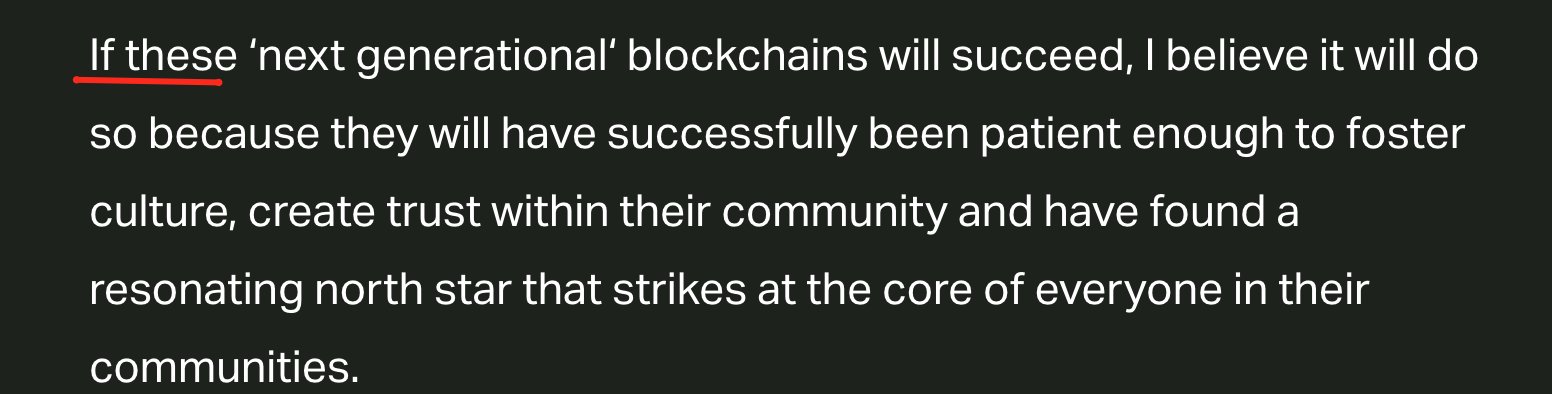 If these ‘next generational‘ blockchains will succeed, I believe it will do
so because they will have successfully been patient enough to foster
culture, create trust within their community and have found a
resonating north star that strikes at the core of everyone in their
communities.